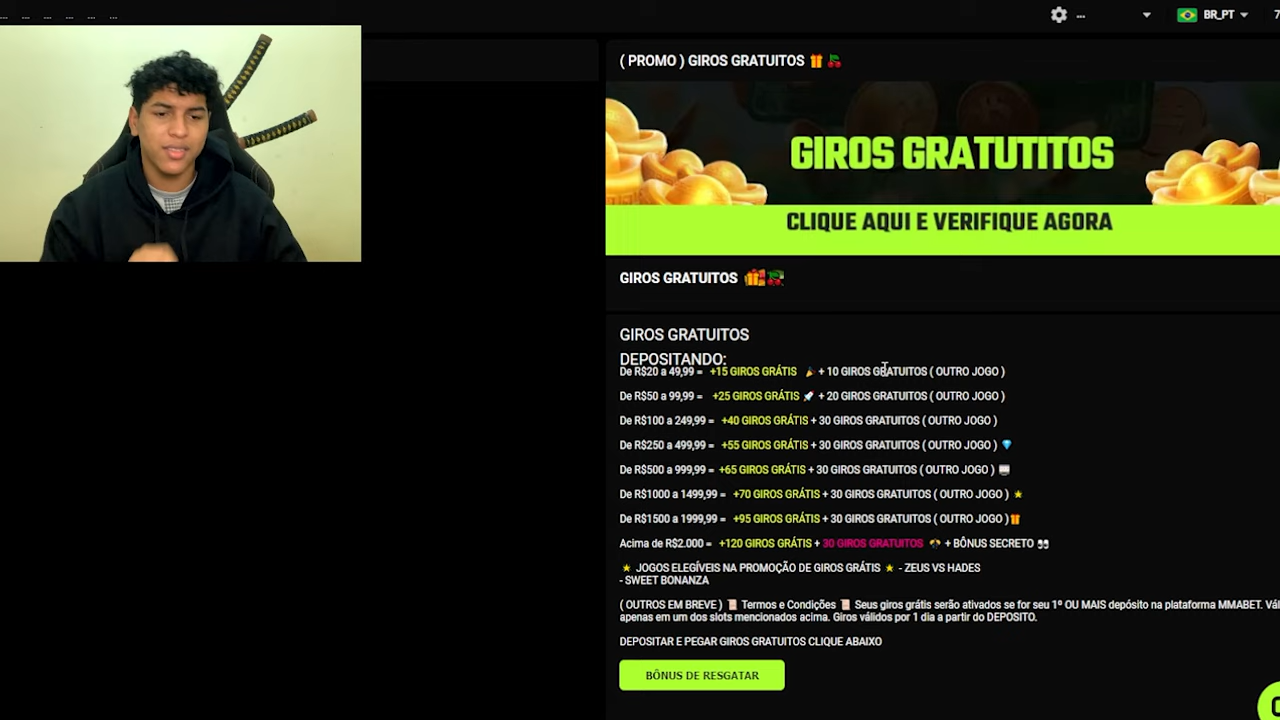 ... ... ... ... ... ...
...
BR_PT
7
( PROMO ) GIROS GRATUITOS 🎁🍒
GIROS GRATUTITOS
CLIQUE AQUI E VERIFIQUE AGORA
GIROS GRATUITOS 🎁🍒
GIROS GRATUITOS
DEPOSITANDO:
De R$20 a 49,99 = +15 GIROS GRÁTIS 🎉 + 10 GIROS GRATUITOS ( OUTRO JOGO )
De R$50 a 99,99 = +25 GIROS GRÁTIS 🚀 + 20 GIROS GRATUITOS ( OUTRO JOGO )
De R$100 a 249,99 = +40 GIROS GRÁTIS + 30 GIROS GRATUITOS ( OUTRO JOGO )
De R$250 a 499,99 = +55 GIROS GRÁTIS + 30 GIROS GRATUITOS ( OUTRO JOGO ) 💎
De R$500 a 999,99 = +65 GIROS GRÁTIS + 30 GIROS GRATUITOS ( OUTRO JOGO )
De R$1000 a 1499,99 = +70 GIROS GRÁTIS + 30 GIROS GRATUITOS ( OUTRO JOGO ) ⭐
De R$1500 a 1999,99 = +95 GIROS GRÁTIS + 30 GIROS GRATUITOS ( OUTRO JOGO )🎁
Acima de R$2.000 = +120 GIROS GRÁTIS + 30 GIROS GRATUITOS + BÔNUS SECRETO 👀
⭐ JOGOS ELEGÍVEIS NA PROMOÇÃO DE GIROS GRÁTIS ⭐ - ZEUS VS HADES
- SWEET BONANZA
( OUTROS EM BREVE ) 📜 Termos e Condições 📜 Seus giros grátis serão ativados se for seu 1º OU MAIS depósito na plataforma MMABET. Vál
apenas em um dos slots mencionados acima. Giros válidos por 1 dia a partir do DEPOSITO.
DEPOSITAR E PEGAR GIROS GRATUITOS CLIQUE ABAIXO
BÔNUS DE RESGATAR